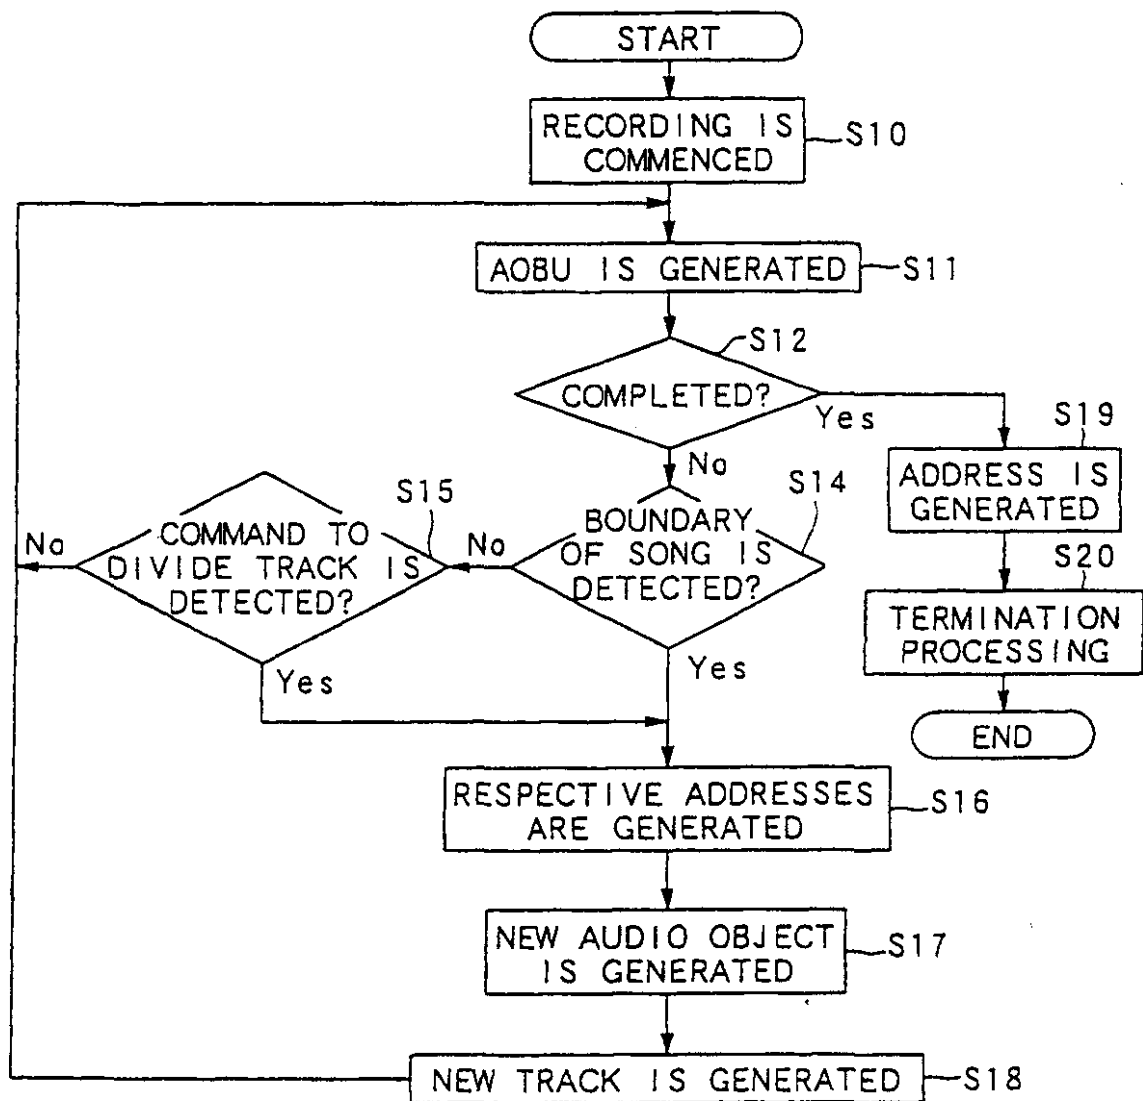 START
RECORDING IS
COMMENCED
S10
AOBU IS GENERATED
S11
S12
COMPLETED?
Yes
No
S19
ADDRESS IS
GENERATED
S14
BOUNDARY
OF SONG IS
DETECTED?
No
Yes
S15
COMMAND TO
DIVIDE TRACK IS
DETECTED?
No
Yes
S20
TERMINATION
PROCESSING
END
RESPECTIVE ADDRESSES
ARE GENERATED
S16
NEW AUDIO OBJECT
IS GENERATED
S17
NEW TRACK IS GENERATED
S18